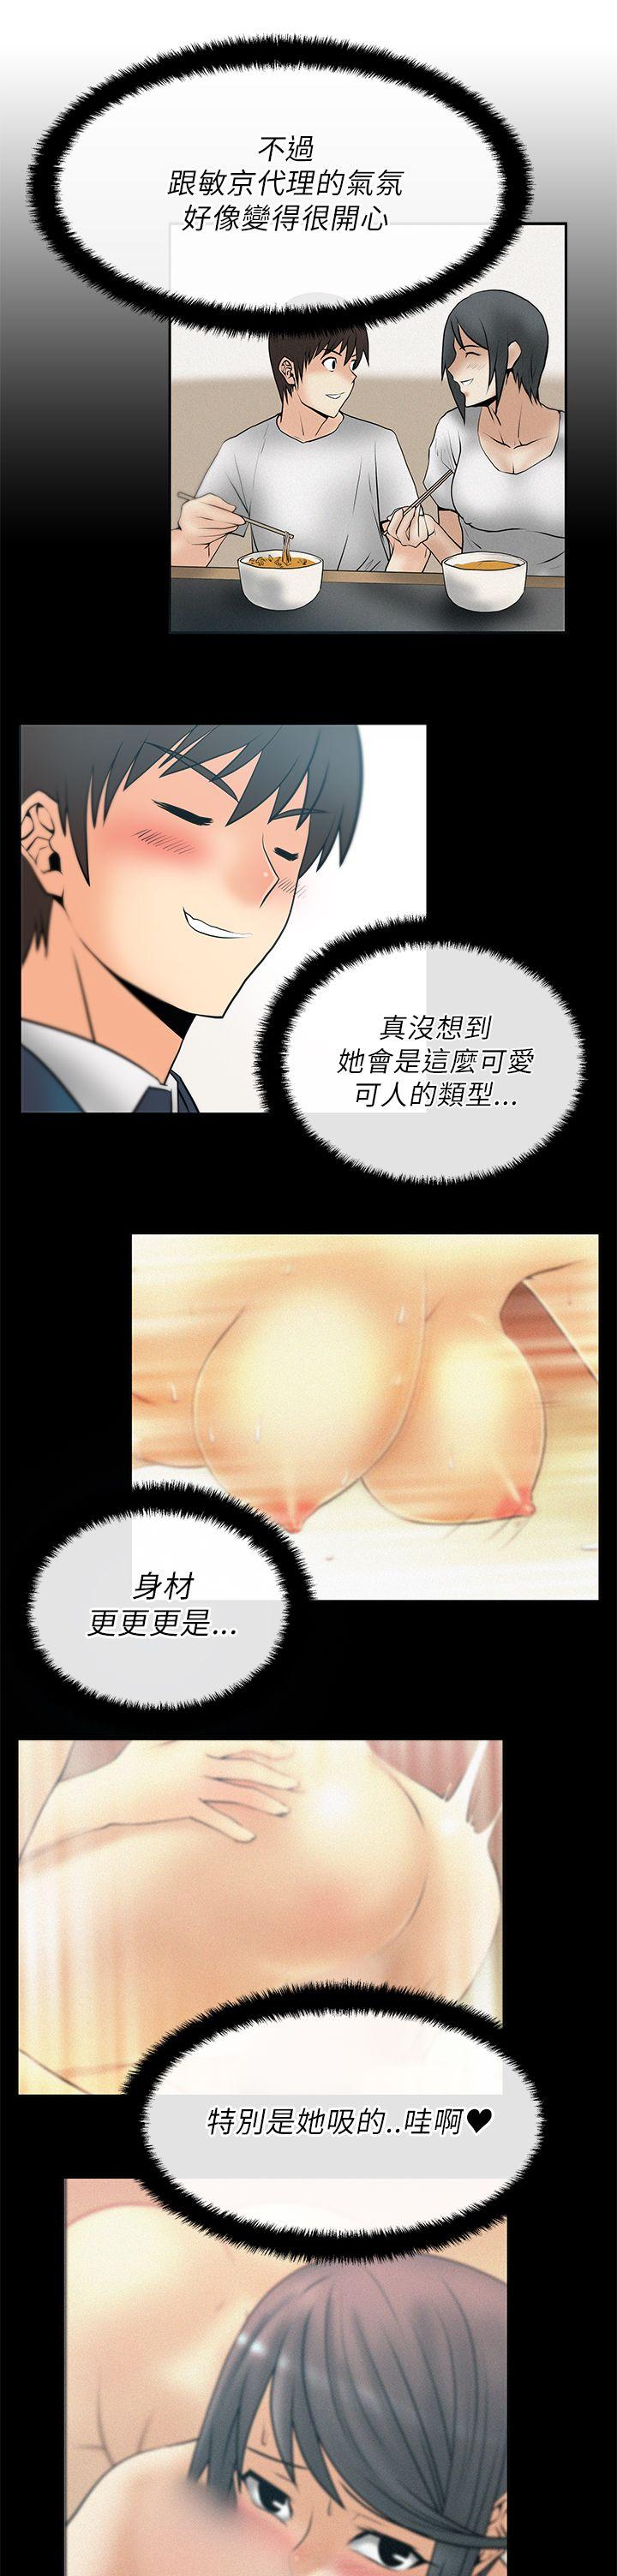 不過
跟敏京代理的氣氛
好像變得很開心
真沒想到
她會是這麼可愛
可人的類型...
身材
更更更是...
特別是她吸的..哇啊♥